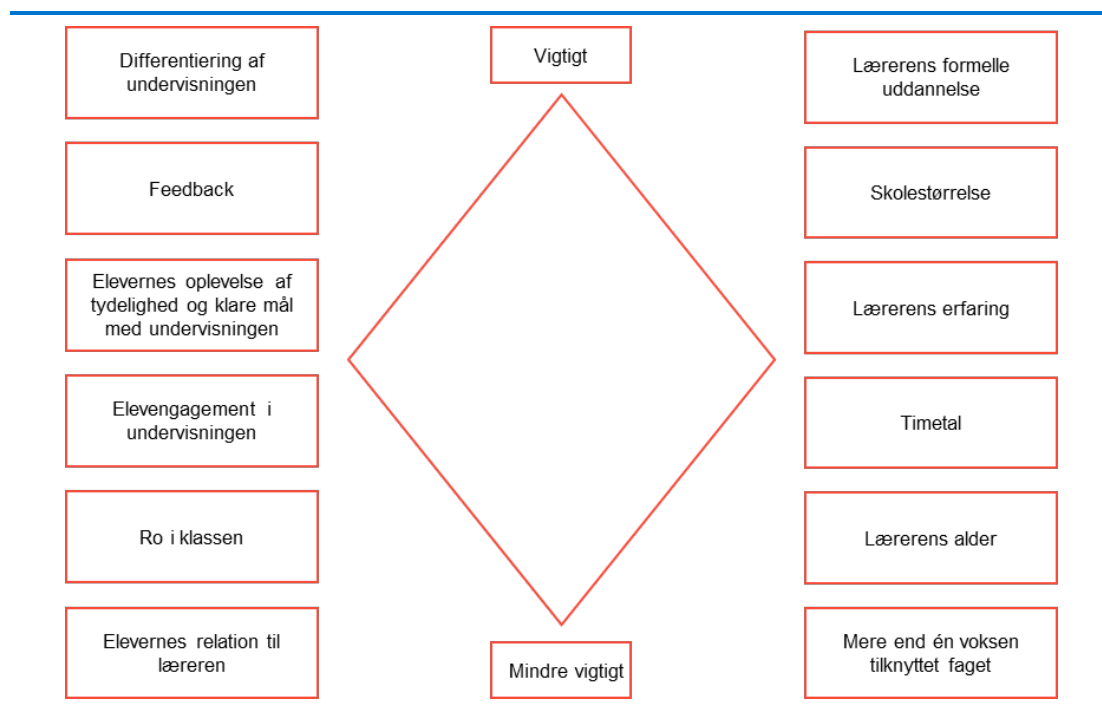 Differentiering af
undervisningen
Feedback
Elevernes oplevelse af
tydelighed og klare mål
med undervisningen
Elevengagement i
undervisningen
Ro i klassen
Elevernes relation til
læreren
Vigtigt
Mindre vigtigt
Lærerens formelle
uddannelse
Skolestørrelse
Lærerens erfaring
Timetal
Lærerens alder
Mere end én voksen
tilknyttet faget